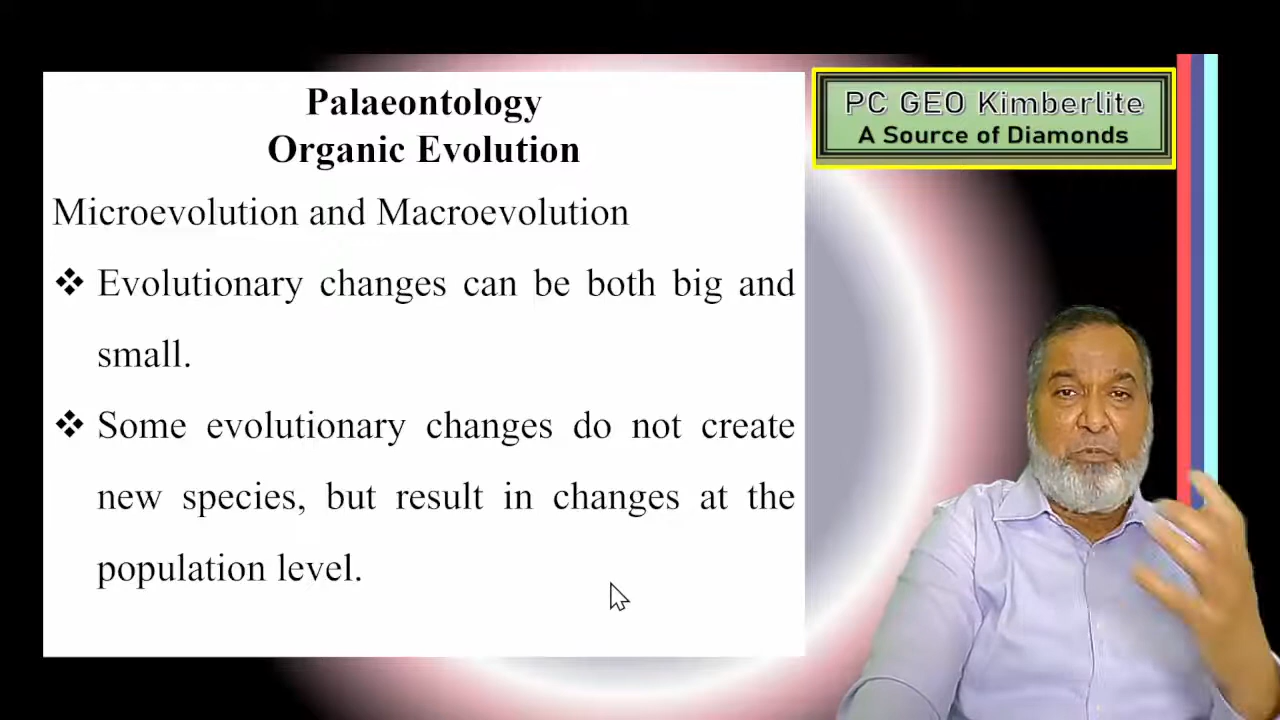 Palaeontology
Organic Evolution
Microevolution and Macroevolution
❖ Evolutionary changes can be both big and
small.
❖ Some evolutionary changes do not create
new species, but result in changes at the
population level.
PC GEO Kimberlite
A Source of Diamonds